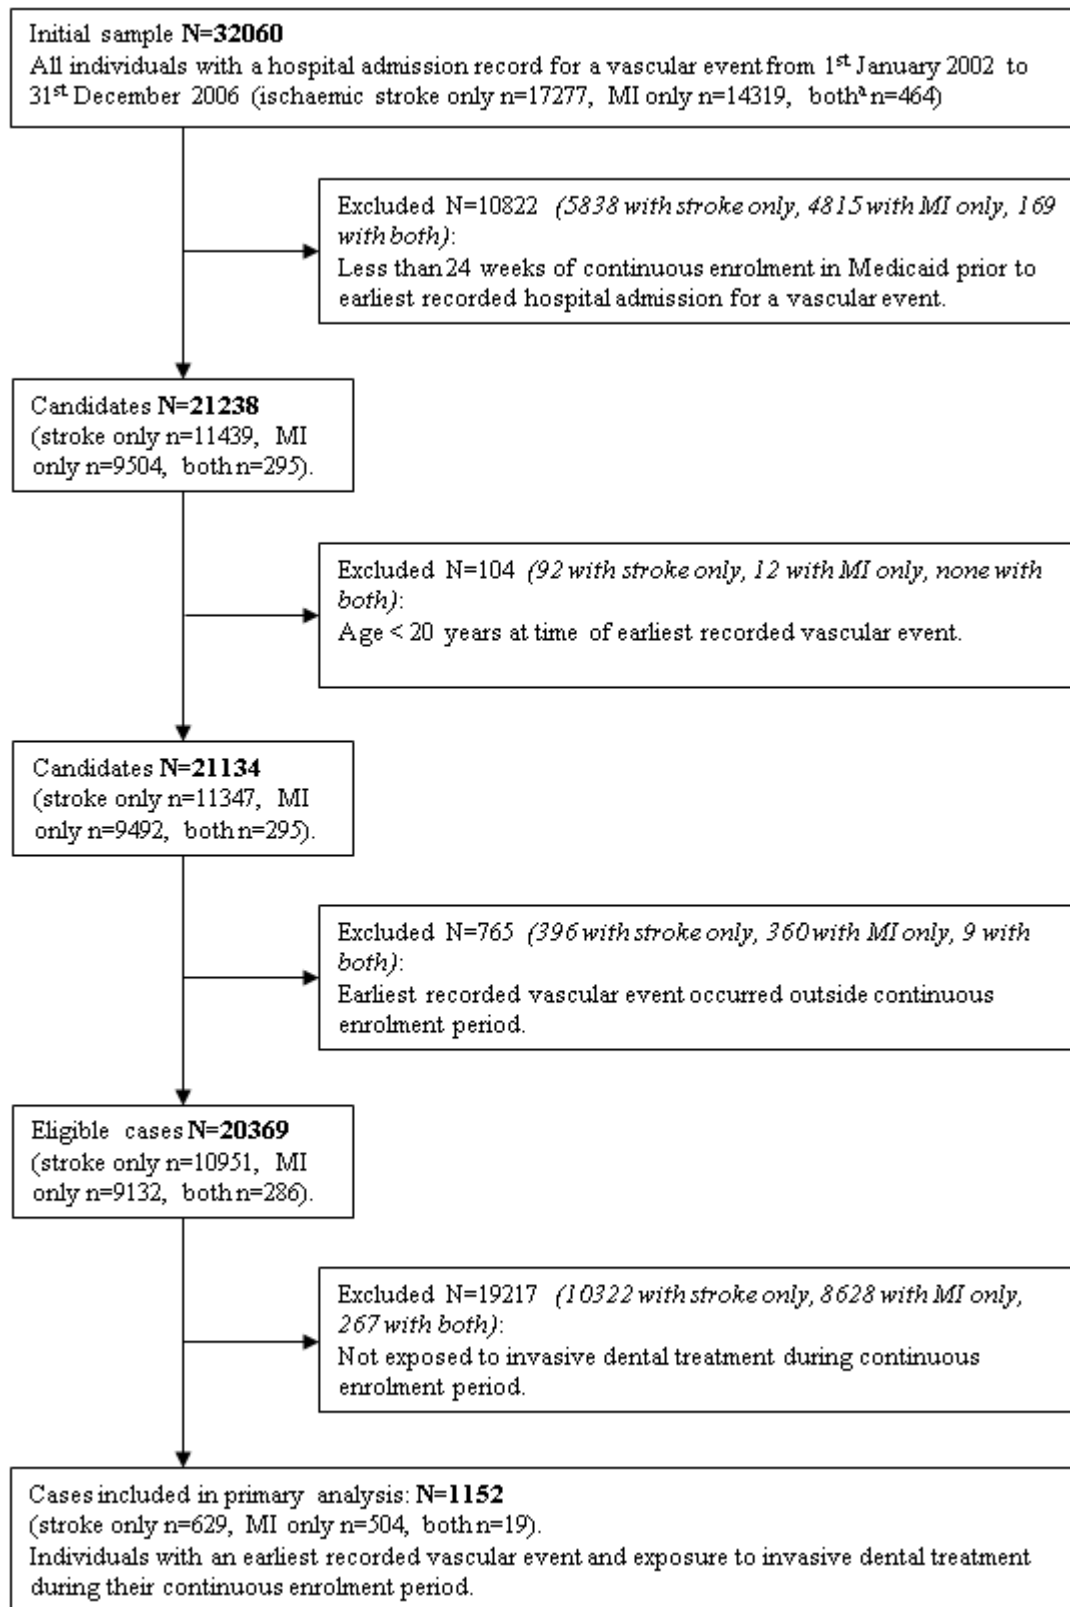 Initial sample N=32060
All individuals with a hospital admission record for a vascular event from 1st January 2002 to
31st December 2006 (ischaemic stroke only n=17277, MI only n=14319, bothª n=464)
Excluded N=10822 (5838 with stroke only, 4815 with MI only, 169
with both):
Less than 24 weeks of continuous enrolment in Medicaid prior to
earliest recorded hospital admission for a vascular event.
Candidates N=21238
(stroke only n=11439, MI
only n=9504, both n=295).
Excluded N=104 (92 with stroke only, 12 with MI only, none with
both):
Age < 20 years at time of earliest recorded vascular event.
Candidates N=21134
(stroke only n=11347, MI
only n=9492, both n=295).
Excluded N=765 (396 with stroke only, 360 with MI only, 9 with
both):
Earliest recorded vascular event occurred outside continuous
enrolment period.
Eligible cases N=20369
(stroke only n=10951, MI
only n=9132, both n=286).
Excluded N=19217 (10322 with stroke only, 8628 with MI only,
267 with both):
Not exposed to invasive dental treatment during continuous
enrolment period.
Cases included in primary analysis: N=1152
(stroke only n=629, MI only n=504, both n=19).
Individuals with an earliest recorded vascular event and exposure to invasive dental treatment
during their continuous enrolment period.